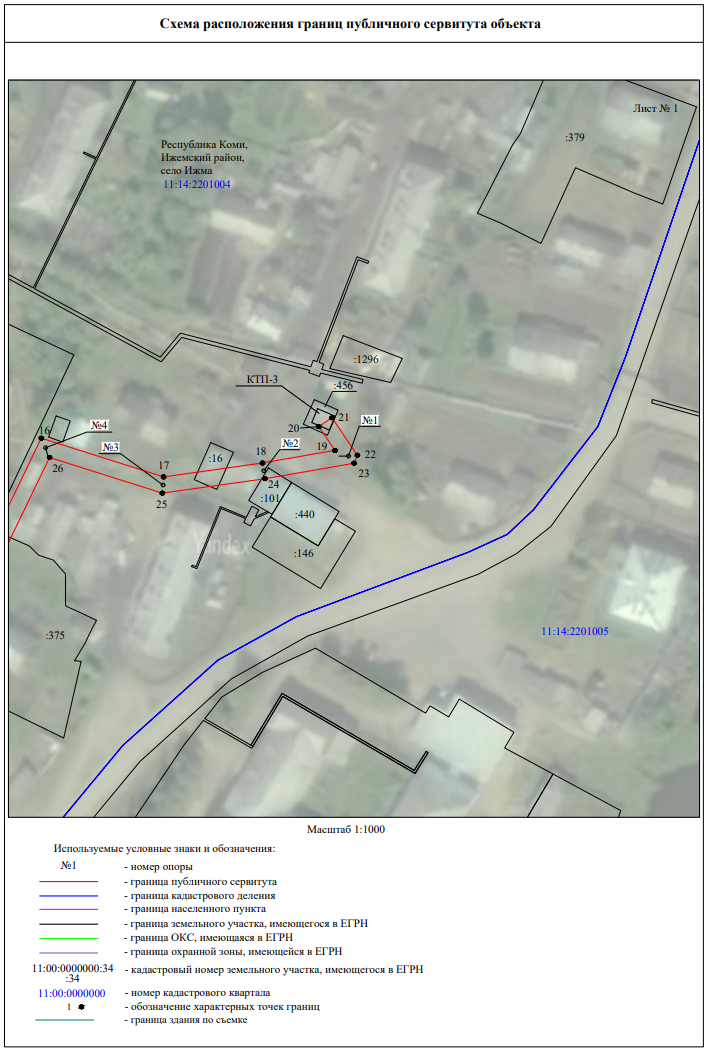 Схема расположения границ публичного сервитута объекта
Лист № 1
:379
Республика Коми,
Ижемский район,
село Ижма
11:14:2201004
:1296
КТП-3
:456
21
20
№1
№4
16
№3
№2
19
22
18
:16
26
17
23
24
25
:101
:440
Yandex
:146
:375
11:14:2201005
Масштаб 1:1000
Используемые условные знаки и обозначения:
№1 - номер опоры
- граница публичного сервитута
- граница кадастрового деления
- граница населенного пункта
- граница земельного участка, имеющегося в ЕГРН
- граница ОКС, имеющаяся в ЕГРН
- граница охранной зоны, имеющейся в ЕГРН
11:00:0000000:34 - кадастровый номер земельного участка, имеющегося в ЕГРН
:34
11:00:0000000 - номер кадастрового квартала
1 - обозначение характерных точек границ
- граница здания по съемке